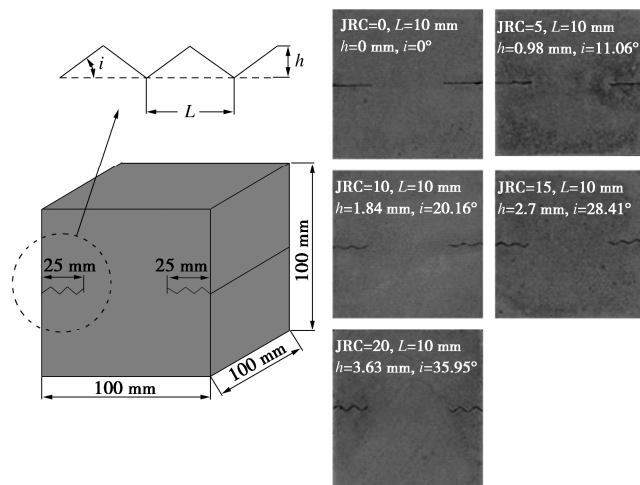 i
h
L
25 mm
25 mm
100 mm
100 mm
100 mm
JRC=0, L=10 mm
h=0 mm, i=0°
JRC=5, L=10 mm
h=0.98 mm, i=11.06°
JRC=10, L=10 mm
h=1.84 mm, i=20.16°
JRC=15, L=10 mm
h=2.7 mm, i=28.41°
JRC=20, L=10 mm
h=3.63 mm, i=35.95°